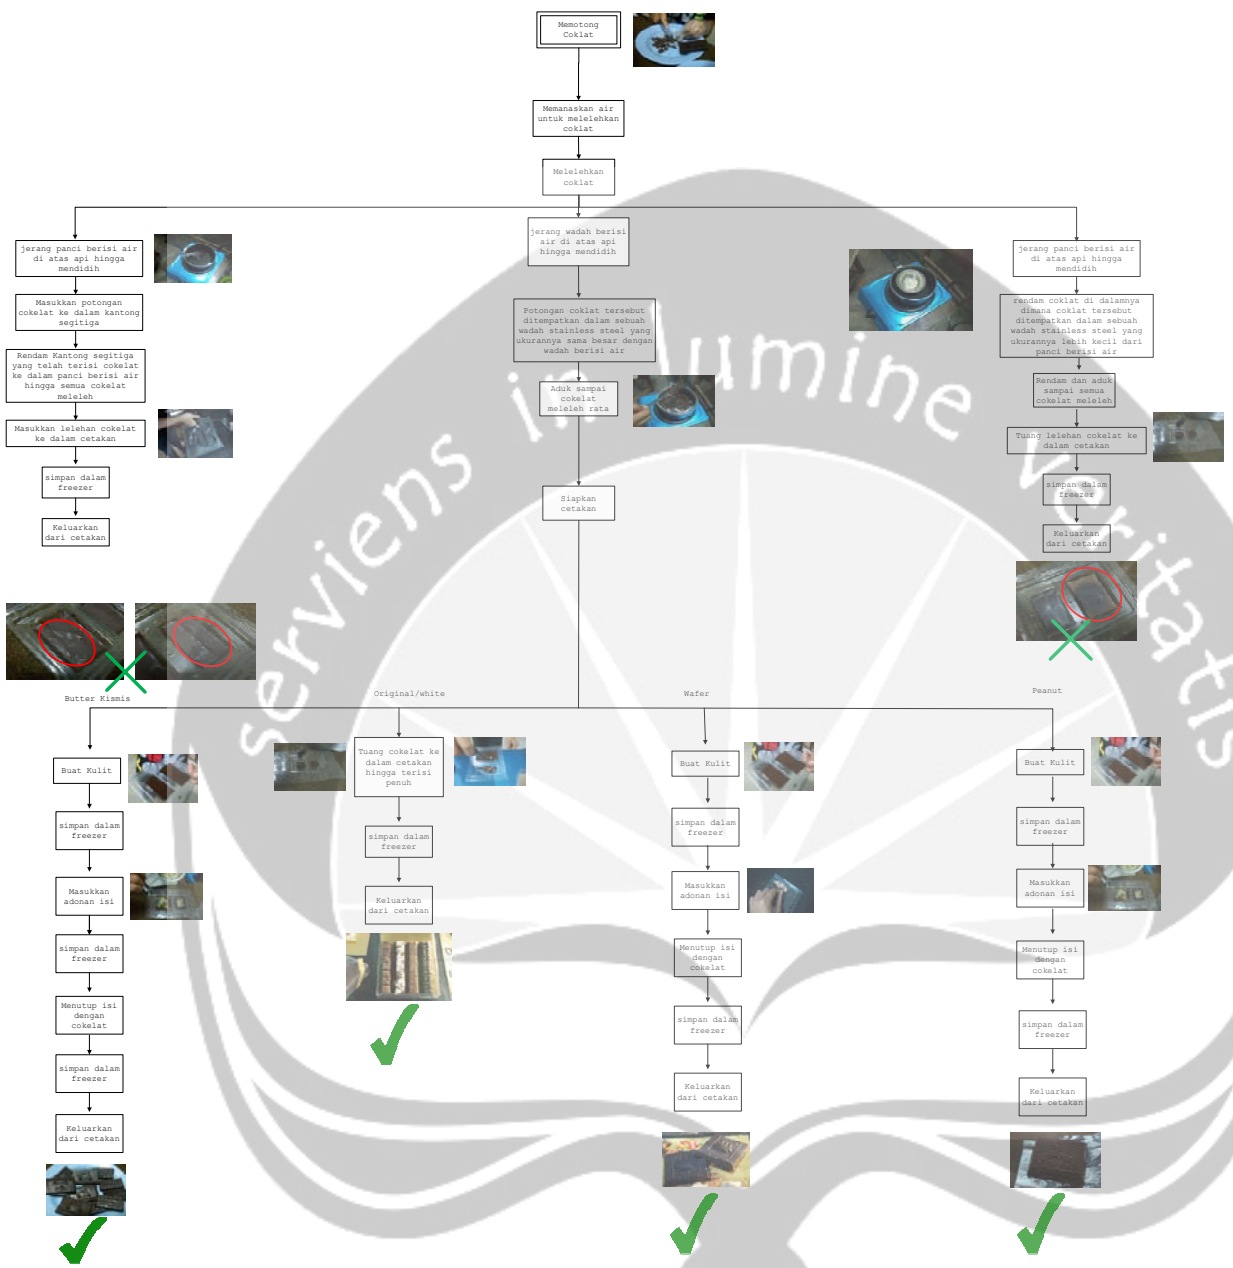 Memotong
Coklat
Memanaskan air
untuk melelehkan
coklat
Melelehkan
coklat
jerang panci berisi air
di atas api hingga
mendidih
Masukkan potongan
cokelat ke dalam kantong
segitiga
Rendam Kantong segitiga
yang telah terisi cokelat
ke dalam panci berisi air
hingga semua cokelat
meleleh
Masukkan lelehan cokelat
ke dalam cetakan
simpan dalam
freezer
Keluarkan
dari cetakan
jerang wadah berisi
air di atas api
hingga mendidih
Potongan coklat tersebut
ditempatkan dalam sebuah
wadah stainless steel yang
ukurannya sama besar dengan
wadah berisi air
Aduk sampai
cokelat
meleleh rata
Siapkan
cetakan
jerang panci berisi air
di atas api hingga
mendidih
rendam coklat di dalamnya
dimana coklat tersebut
ditempatkan dalam sebuah
wadah stainless steel yang
ukurannya lebih kecil dari
panci berisi air
Rendam dan aduk
sampai semua
cokelat meleleh
Tuang lelehan cokelat ke
dalam cetakan
simpan dalam
freezer
Keluarkan
dari cetakan
serviens in lumine veritatis
Butter Kismis
Buat Kulit
simpan dalam
freezer
Masukkan
adonan isi
simpan dalam
freezer
Menutup isi
dengan
cokelat
simpan dalam
freezer
Keluarkan
dari cetakan
Original/white
Tuang cokelat ke
dalam cetakan
hingga terisi
penuh
simpan dalam
freezer
Keluarkan
dari cetakan
Wafer
Buat Kulit
simpan dalam
freezer
Masukkan
adonan isi
Menutup isi
dengan
cokelat
simpan dalam
freezer
Keluarkan
dari cetakan
Peanut
Buat Kulit
simpan dalam
freezer
Masukkan
adonan isi
Menutup isi
dengan
cokelat
simpan dalam
freezer
Keluarkan
dari cetakan